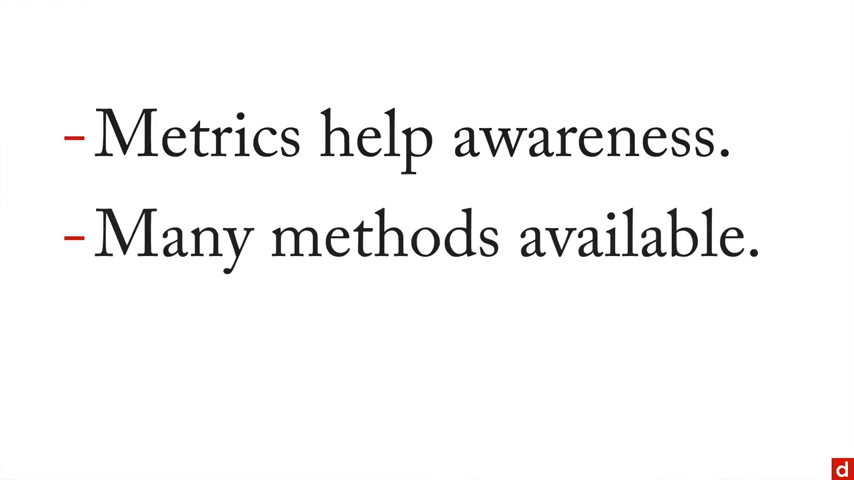 - Metrics help awareness.
- Many methods available.
d